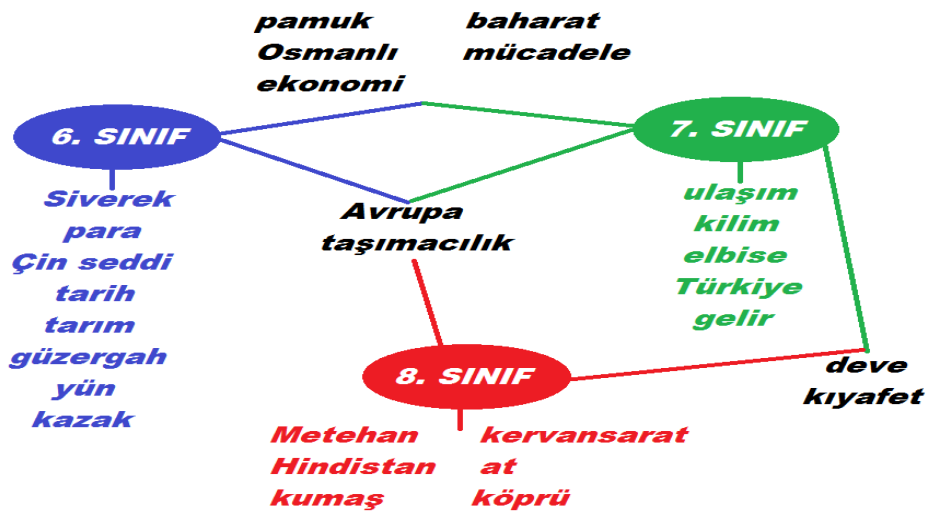 pamuk baharat
Osmanlı mücadele
ekonomi
6. SINIF
7. SINIF
Siverek
para
Çin seddi
tarih
tarım
güzergah
yün
kazak
Avrupa
taşımacılık
ulaşım
kilim
elbise
Türkiye
gelir
8. SINIF
deve
kıyafet
Metehan kervansarat
Hindistan at
kumaş köprü